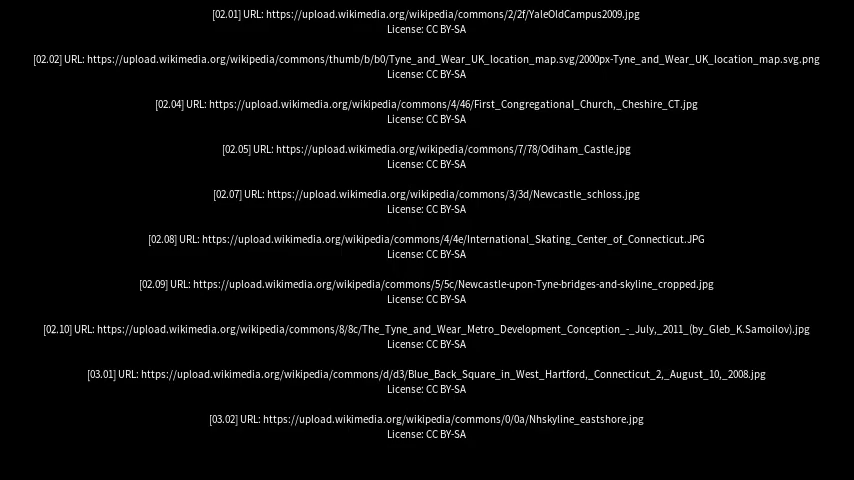 [02.01] URL: https://upload.wikimedia.org/wikipedia/commons/2/2f/YaleOldCampus2009.jpg
License: CC BY-SA
[02.02] URL: https://upload.wikimedia.org/wikipedia/commons/thumb/b/b0/Tyne_and_Wear_UK_location_map.svg/2000px-Tyne_and_Wear_UK_location_map.svg.png
License: CC BY-SA
[02.04] URL: https://upload.wikimedia.org/wikipedia/commons/4/46/First_Congregational_Church,_Cheshire_CT.jpg
License: CC BY-SA
[02.05] URL: https://upload.wikimedia.org/wikipedia/commons/7/78/Odiham_Castle.jpg
License: CC BY-SA
[02.07] URL: https://upload.wikimedia.org/wikipedia/commons/3/3d/Newcastle_schloss.jpg
License: CC BY-SA
[02.08] URL: https://upload.wikimedia.org/wikipedia/commons/4/4e/International_Skating_Center_of_Connecticut.JPG
License: CC BY-SA
[02.09] URL: https://upload.wikimedia.org/wikipedia/commons/5/5c/Newcastle-upon-Tyne-bridges-and-skyline_cropped.jpg
License: CC BY-SA
[02.10] URL: https://upload.wikimedia.org/wikipedia/commons/8/8c/The_Tyne_and_Wear_Metro_Development_Conception_-_July,_2011_(by_Gleb_K.Samoilov).jpg
License: CC BY-SA
[03.01] URL: https://upload.wikimedia.org/wikipedia/commons/d/d3/Blue_Back_Square_in_West_Hartford,_Connecticut_2,_August_10,_2008.jpg
License: CC BY-SA
[03.02] URL: https://upload.wikimedia.org/wikipedia/commons/0/0a/Nhskyline_eastshore.jpg
License: CC BY-SA